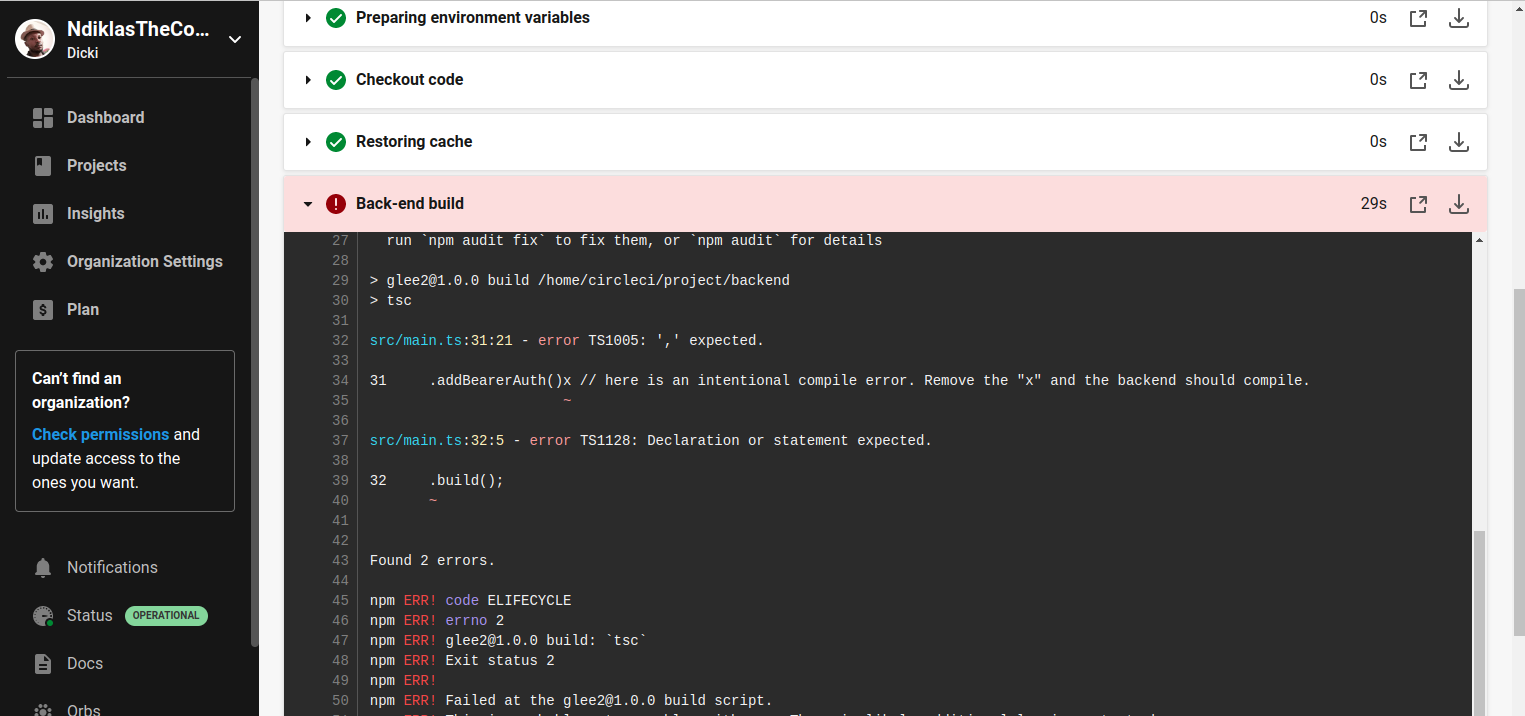 NdiklasTheCo...
Dicki
Dashboard
Projects
Insights
Organization Settings
Plan
Can't find an
organization?
Check permissions and
update access to the
ones you want.
Notifications
Status OPERATIONAL
Docs
Orbs
Preparing environment variables 0s
Checkout code 0s
Restoring cache 0s
Back-end build 29s
27 run `npm audit fix` to fix them, or `npm audit` for details
28
29 > glee2@1.0.0 build /home/circleci/project/backend
30 > tsc
31
32 src/main.ts:31:21 - error TS1005: ',' expected.
33
34 31 .addBearerAuth()x // here is an intentional compile error. Remove the "x" and the backend should compile.
35 ~
36
37 src/main.ts:32:5 - error TS1128: Declaration or statement expected.
38
39 32 .build();
40 ~
41
42
43 Found 2 errors.
44
45 npm ERR! code ELIFECYCLE
46 npm ERR! errno 2
47 npm ERR! glee2@1.0.0 build: `tsc`
48 npm ERR! Exit status 2
49 npm ERR!
50 npm ERR! Failed at the glee2@1.0.0 build script.